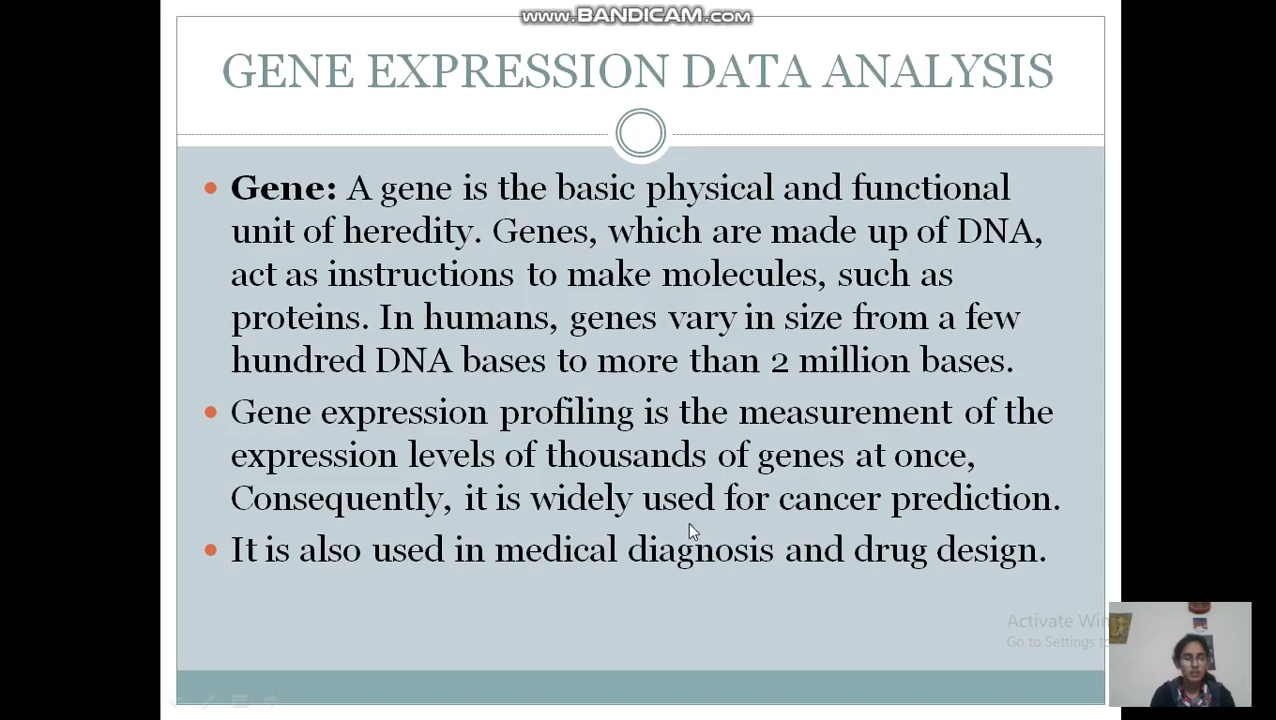 www.BANDICAM.com
GENE EXPRESSION DATA ANALYSIS
• Gene: A gene is the basic physical and functional
unit of heredity. Genes, which are made up of DNA,
act as instructions to make molecules, such as
proteins. In humans, genes vary in size from a few
hundred DNA bases to more than 2 million bases.
• Gene expression profiling is the measurement of the
expression levels of thousands of genes at once,
Consequently, it is widely used for cancer prediction.
• It is also used in medical diagnosis and drug design.
Activate Win
Go to Settings t